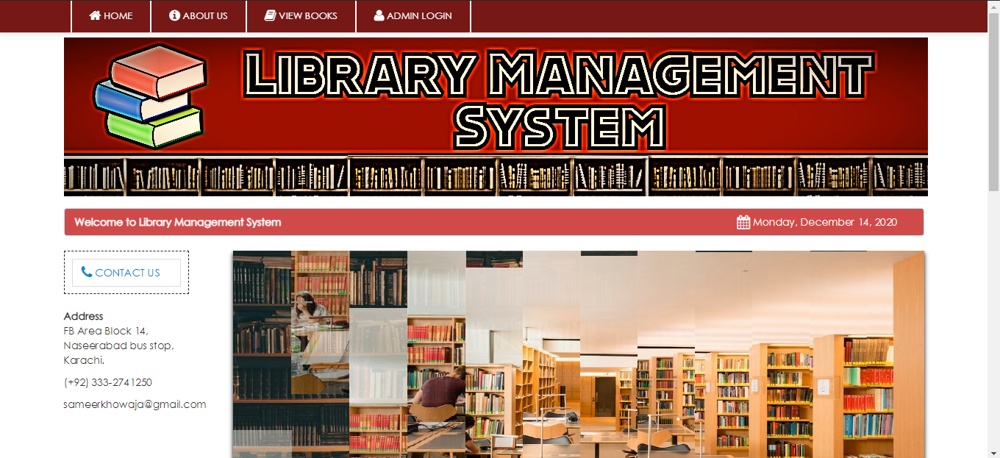 HOME ABOUT US VIEW BOOKS ADMIN LOGIN
LIBRARY MANAGEMENT
SYSTEM
Welcome to Library Management System Monday, December 14, 2020
CONTACT US
Address
FB Area Block 14,
Naseerabad bus stop,
Karachi.
(+92) 333-2741250
sameerkhowaja@gmail.com